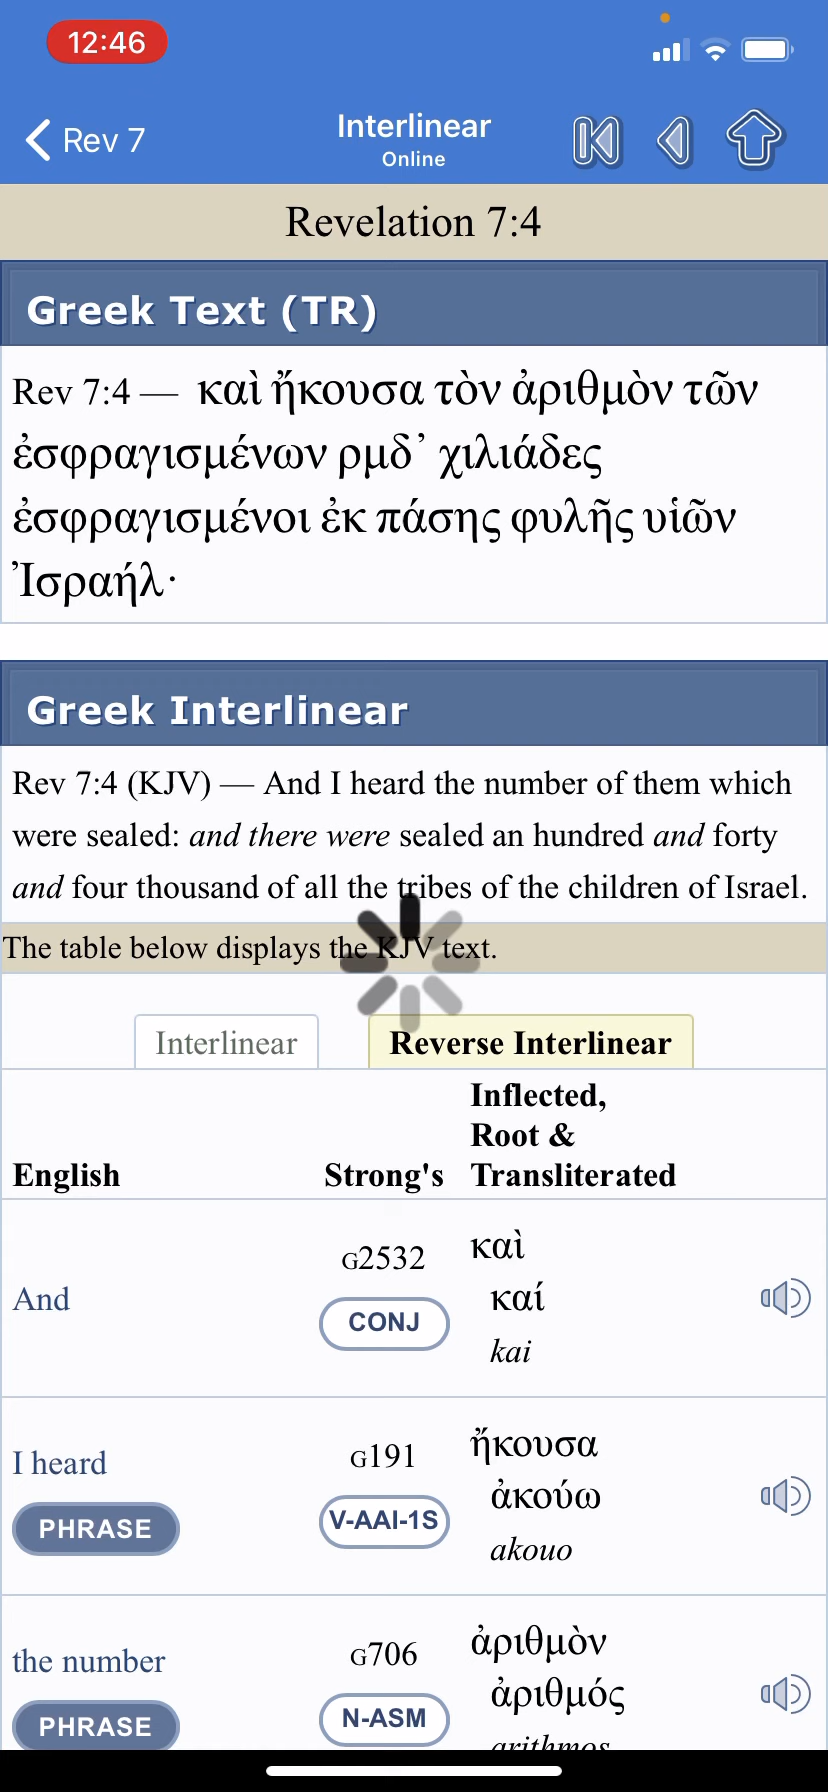 12:46
Rev 7
Interlinear
Online
Revelation 7:4
Greek Text (TR)
Rev 7:4 — καὶ ἤκουσα τὸν ἀριθμὸν τῶν
ἐσφραγισμένων ρμδʼ χιλιάδες
ἐσφραγισμένοι ἐκ πάσης φυλῆς υἱῶν
Ἰσραήλ·
Greek Interlinear
Rev 7:4 (KJV) — And I heard the number of them which
were sealed: and there were sealed an hundred and forty
and four thousand of all the tribes of the children of Israel.
The table below displays the KJV text.
Interlinear
Reverse Interlinear
English
Strong's
Inflected,
Root &
Transliterated
And
G2532
CONJ
καὶ
καί
kai
I heard
PHRASE
G191
V-AAI-1S
ἤκουσα
ἀκούω
akouo
the number
PHRASE
G706
N-ASM
ἀριθμὸν
ἀριθμός
arithmos